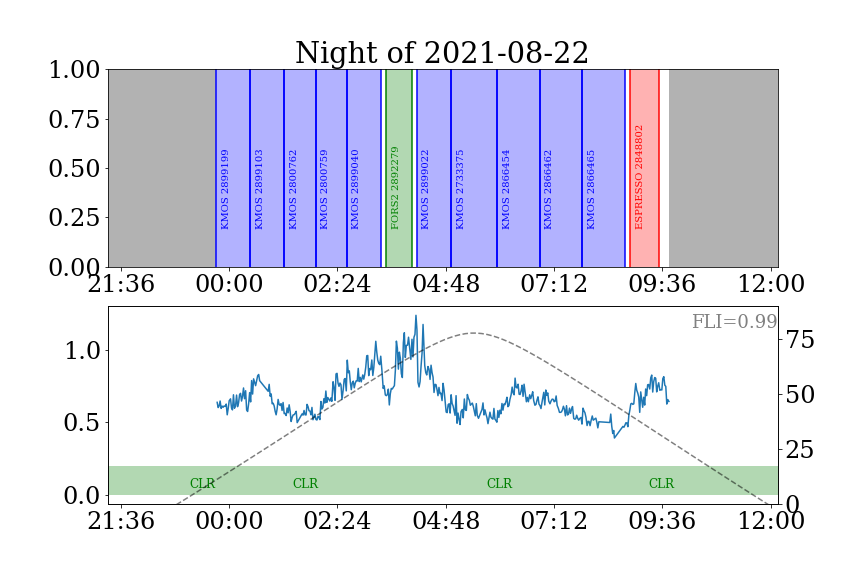 Night of 2021-08-22
1.00
0.75
0.50
0.25
0.00
KMOS 2899199
KMOS 2899103
KMOS 2800762
KMOS 2800759
KMOS 2899040
FORS2 2892279
KMOS 2899022
KMOS 2733375
KMOS 2866454
KMOS 2866462
KMOS 2866465
ESPRESSO 2848802
21:36 00:00 02:24 04:48 07:12 09:36 12:00
FLI=0.99
1.0
0.5
0.0
75
50
25
0
CLR CLR CLR CLR
21:36 00:00 02:24 04:48 07:12 09:36 12:00